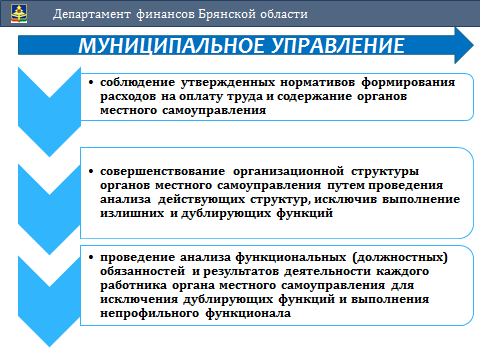 Департамент финансов Брянской области
МУНИЦИПАЛЬНОЕ УПРАВЛЕНИЕ
• соблюдение утвержденных нормативов формирования
расходов на оплату труда и содержание органов
местного самоуправления
• совершенствование организационной структуры
органов местного самоуправления путем проведения
анализа действующих структур, исключив выполнение
излишних и дублирующих функций
• проведение анализа функциональных (должностных)
обязанностей и результатов деятельности каждого
работника органа местного самоуправления для
исключения дублирующих функций и выполнения
непрофильного функционала